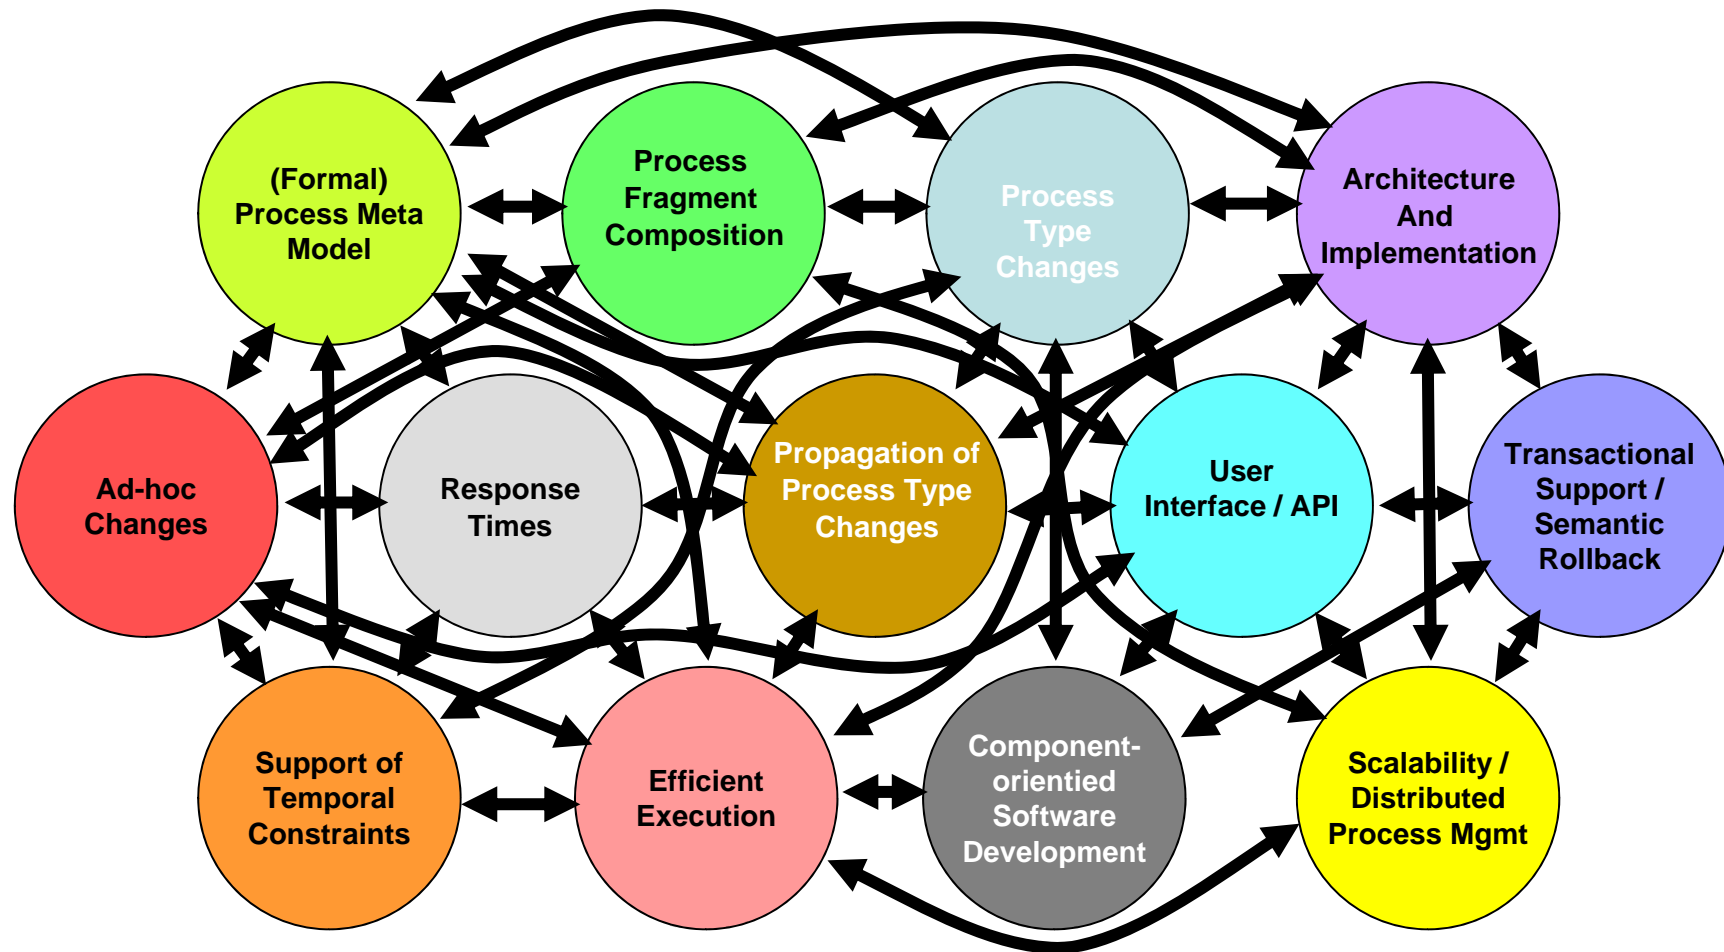 (Formal)
Process Meta
Model
Process
Fragment
Composition
Process
Type
Changes
Architecture
And
Implementation
Ad-hoc
Changes
Response
Times
Propagation of
Process Type
Changes
User
Interface / API
Transactional
Support /
Semantic
Rollback
Support of
Temporal
Constraints
Efficient
Execution
Component-
orientied
Software
Development
Scalability /
Distributed
Process Mgmt